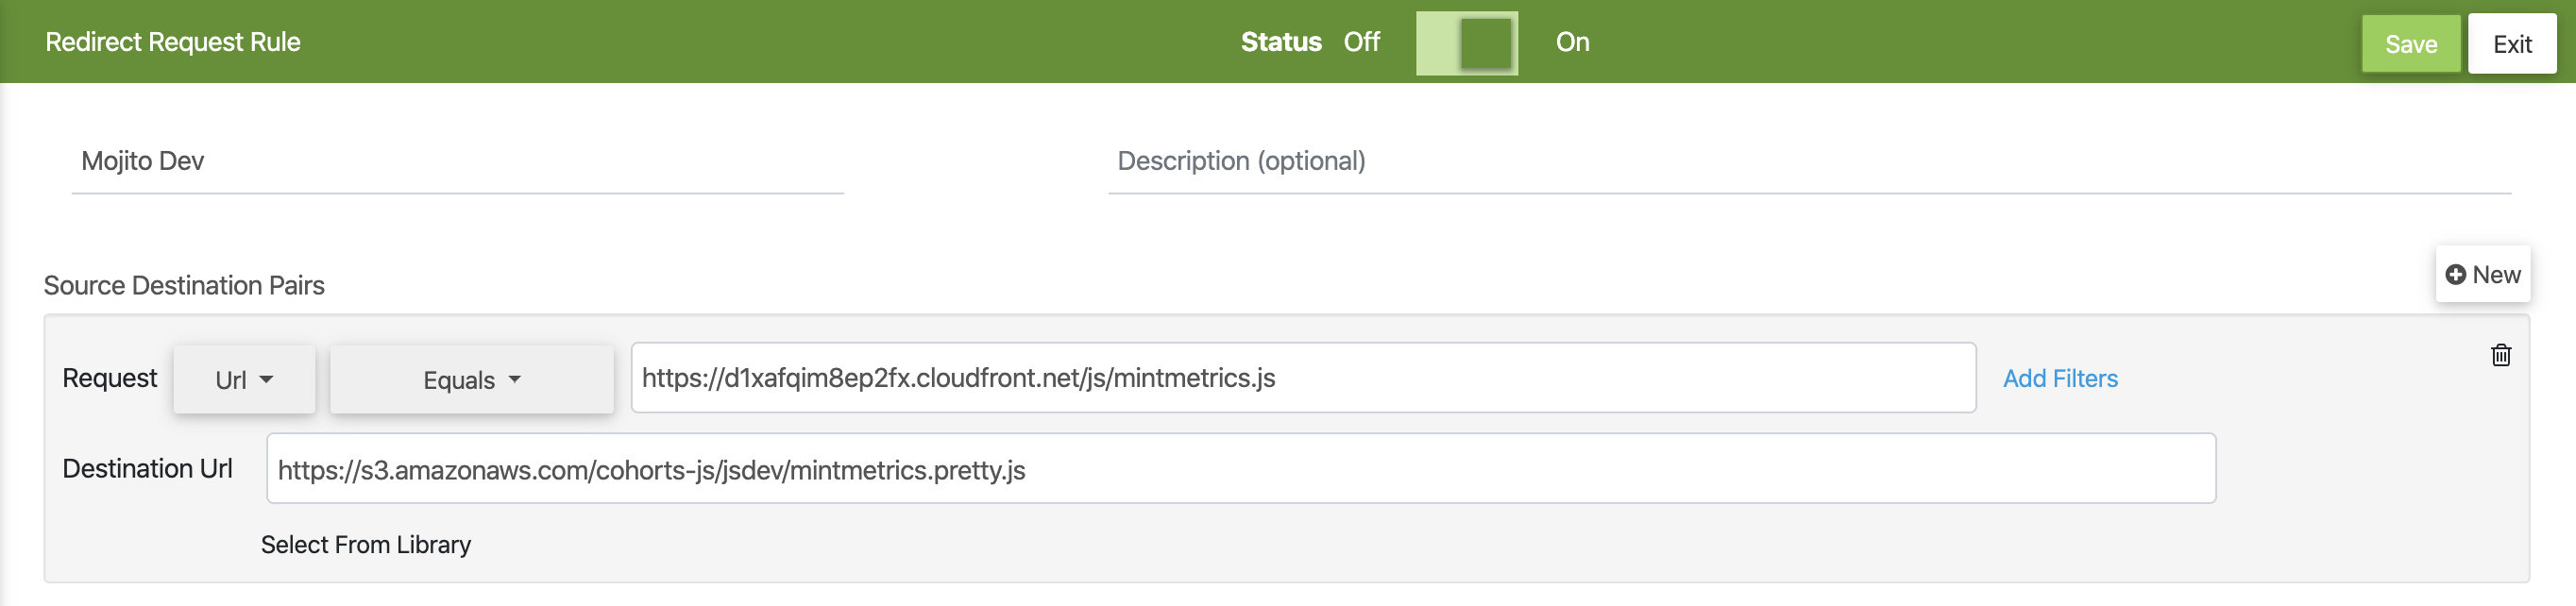 Redirect Request Rule Status Off On Save Exit
Mojito Dev Description (optional)
Source Destination Pairs New
Request Url Equals https://d1xafqim8ep2fx.cloudfront.net/js/mintmetrics.js Add Filters
Destination Url https://s3.amazonaws.com/cohorts-js/jsdev/mintmetrics.pretty.js
Select From Library